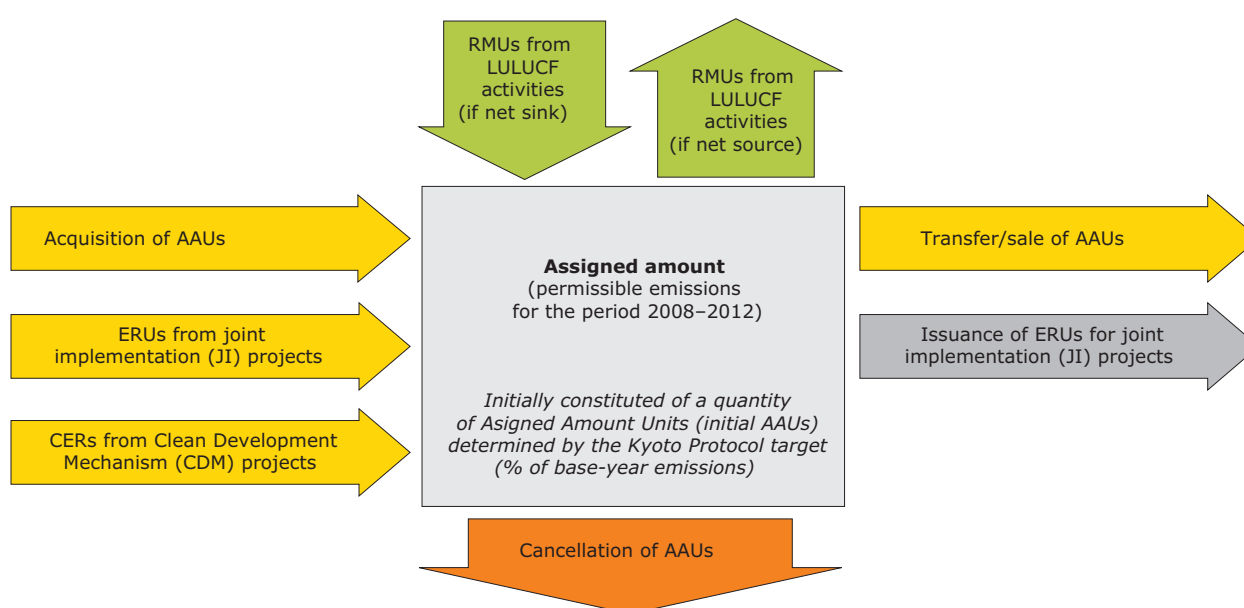 RMUs from
LULUCF
activities
(if net sink)
RMUs from
LULUCF
activities
(if net source)
Acquisition of AAUs
ERUs from joint
implementation (JI) projects
CERs from Clean Development
Mechanism (CDM) projects
Assigned amount
(permissible emissions
for the period 2008–2012)
Initially constituted of a quantity
of Asigned Amount Units (initial AAUs)
determined by the Kyoto Protocol target
(% of base-year emissions)
Transfer/sale of AAUs
Issuance of ERUs for joint
implementation (JI) projects
Cancellation of AAUs